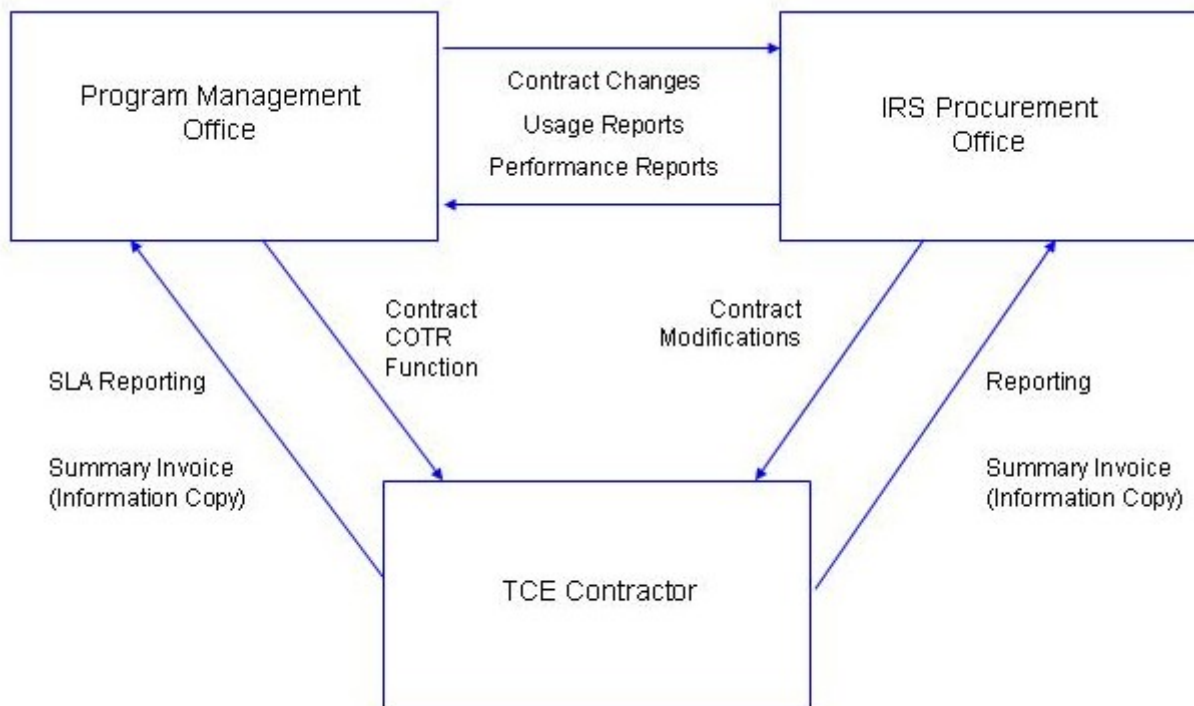 Program Management
Office
IRS Procurement
Office
Contract Changes
Usage Reports
Performance Reports
Contract
COTR
Function
Contract
Modifications
SLA Reporting
Summary Invoice
(Information Copy)
Reporting
Summary Invoice
(Information Copy)
TCE Contractor